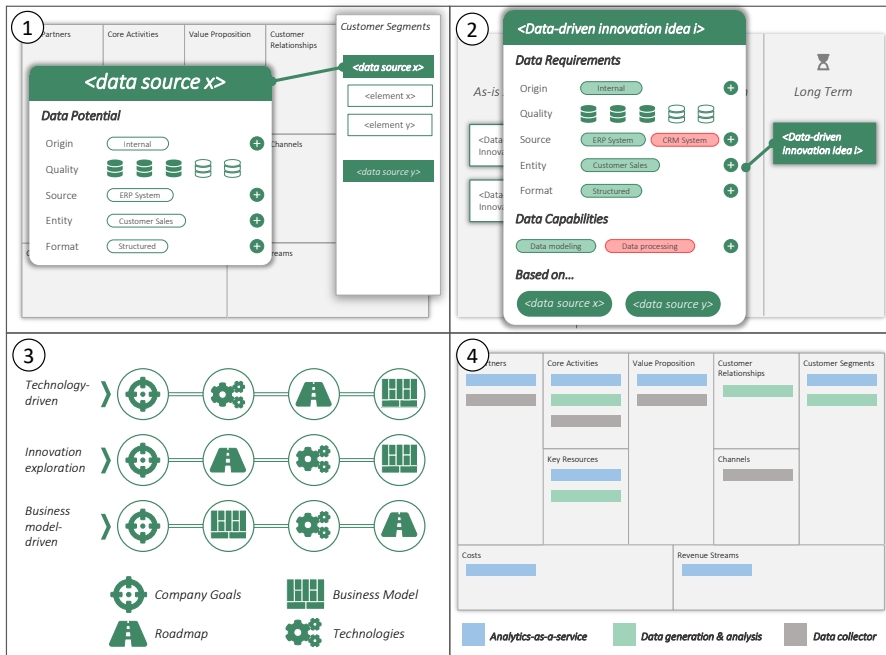 1
Partners
Core Activities
Value Proposition
Customer
Relationships
Customer Segments
<data source x>
<data source x>
<element x>
<element y>
<data source y>
Data Potential
Origin
Internal
+
Quality
Source
ERP System
+
Entity
Customer Sales
+
Format
Structured
+
Channels
2
<Data-driven innovation idea i>
As-is
Long Term
Data Requirements
Origin
Internal
+
Quality
Source
ERP System
CRM System
+
Entity
Customer Sales
+
Format
Structured
+
Data Capabilities
Data modeling
Data processing
+
Based on...
<data source x>
<data source y>
<Data-driven
innovation idea i>
3
Technology-
driven
Innovation
exploration
Business
model-
driven
Company Goals
Business Model
Roadmap
Technologies
4
Core Activities
Value Proposition
Customer
Relationships
Customer Segments
Key Resources
Channels
Costs
Revenue Streams
Analytics-as-a-service
Data generation & analysis
Data collector